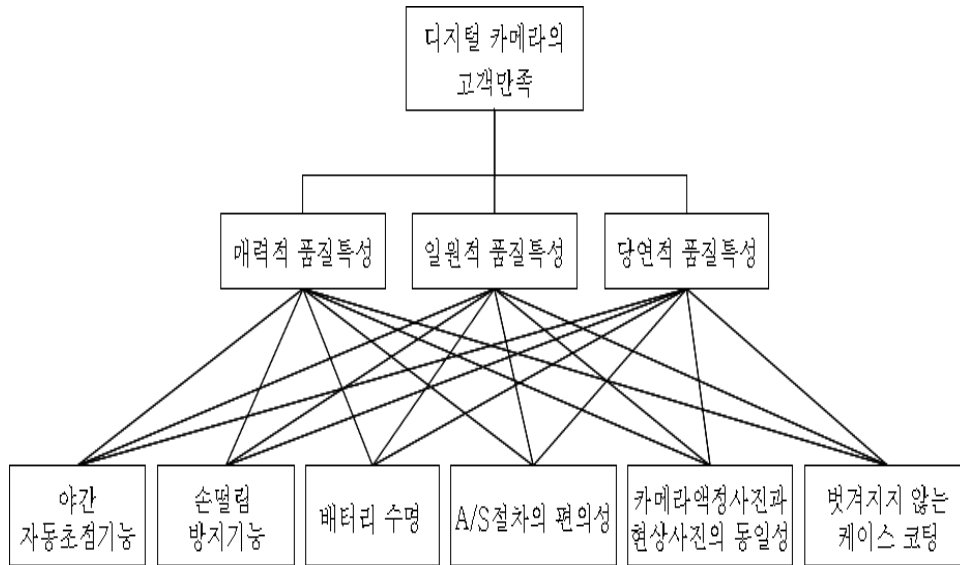 디지털 카메라의
고객만족
매력적 품질특성
일원적 품질특성
당연적 품질특성
야간
자동초점기능
손떨림
방지기능
배터리 수명
A/S절차의 편의성
카메라액정사진과
현상사진의 동일성
벗겨지지 않는
케이스 코팅